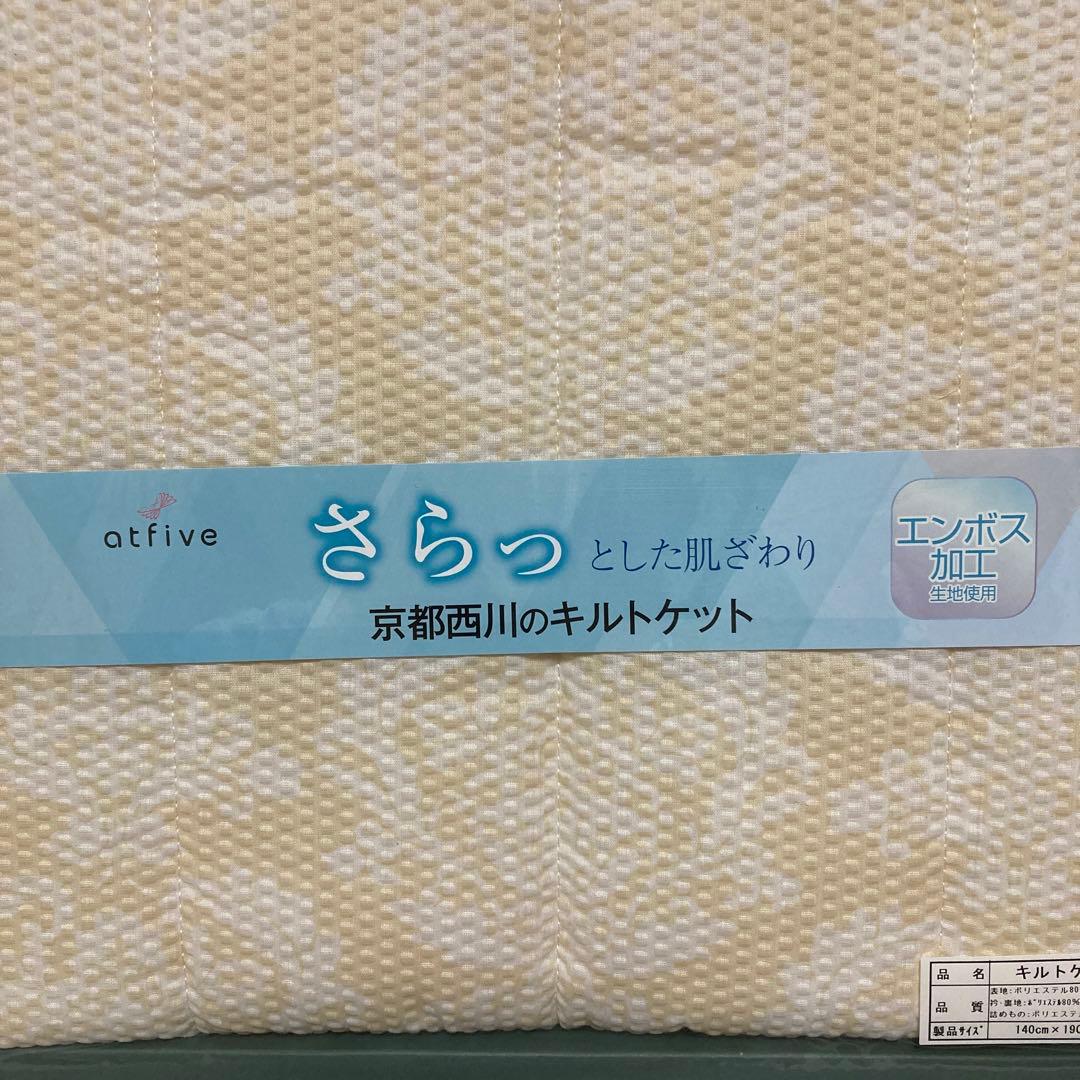 atfive
さらっとした肌ざわり
京都西川のキルトケット
エンボス
加工
生地使用
品 名 キルトケ
品 質 表地:ポリエステル80
衿・裏地:ポリエステル80%
詰めもの:ポリエステル
製品サイズ 140cm×190